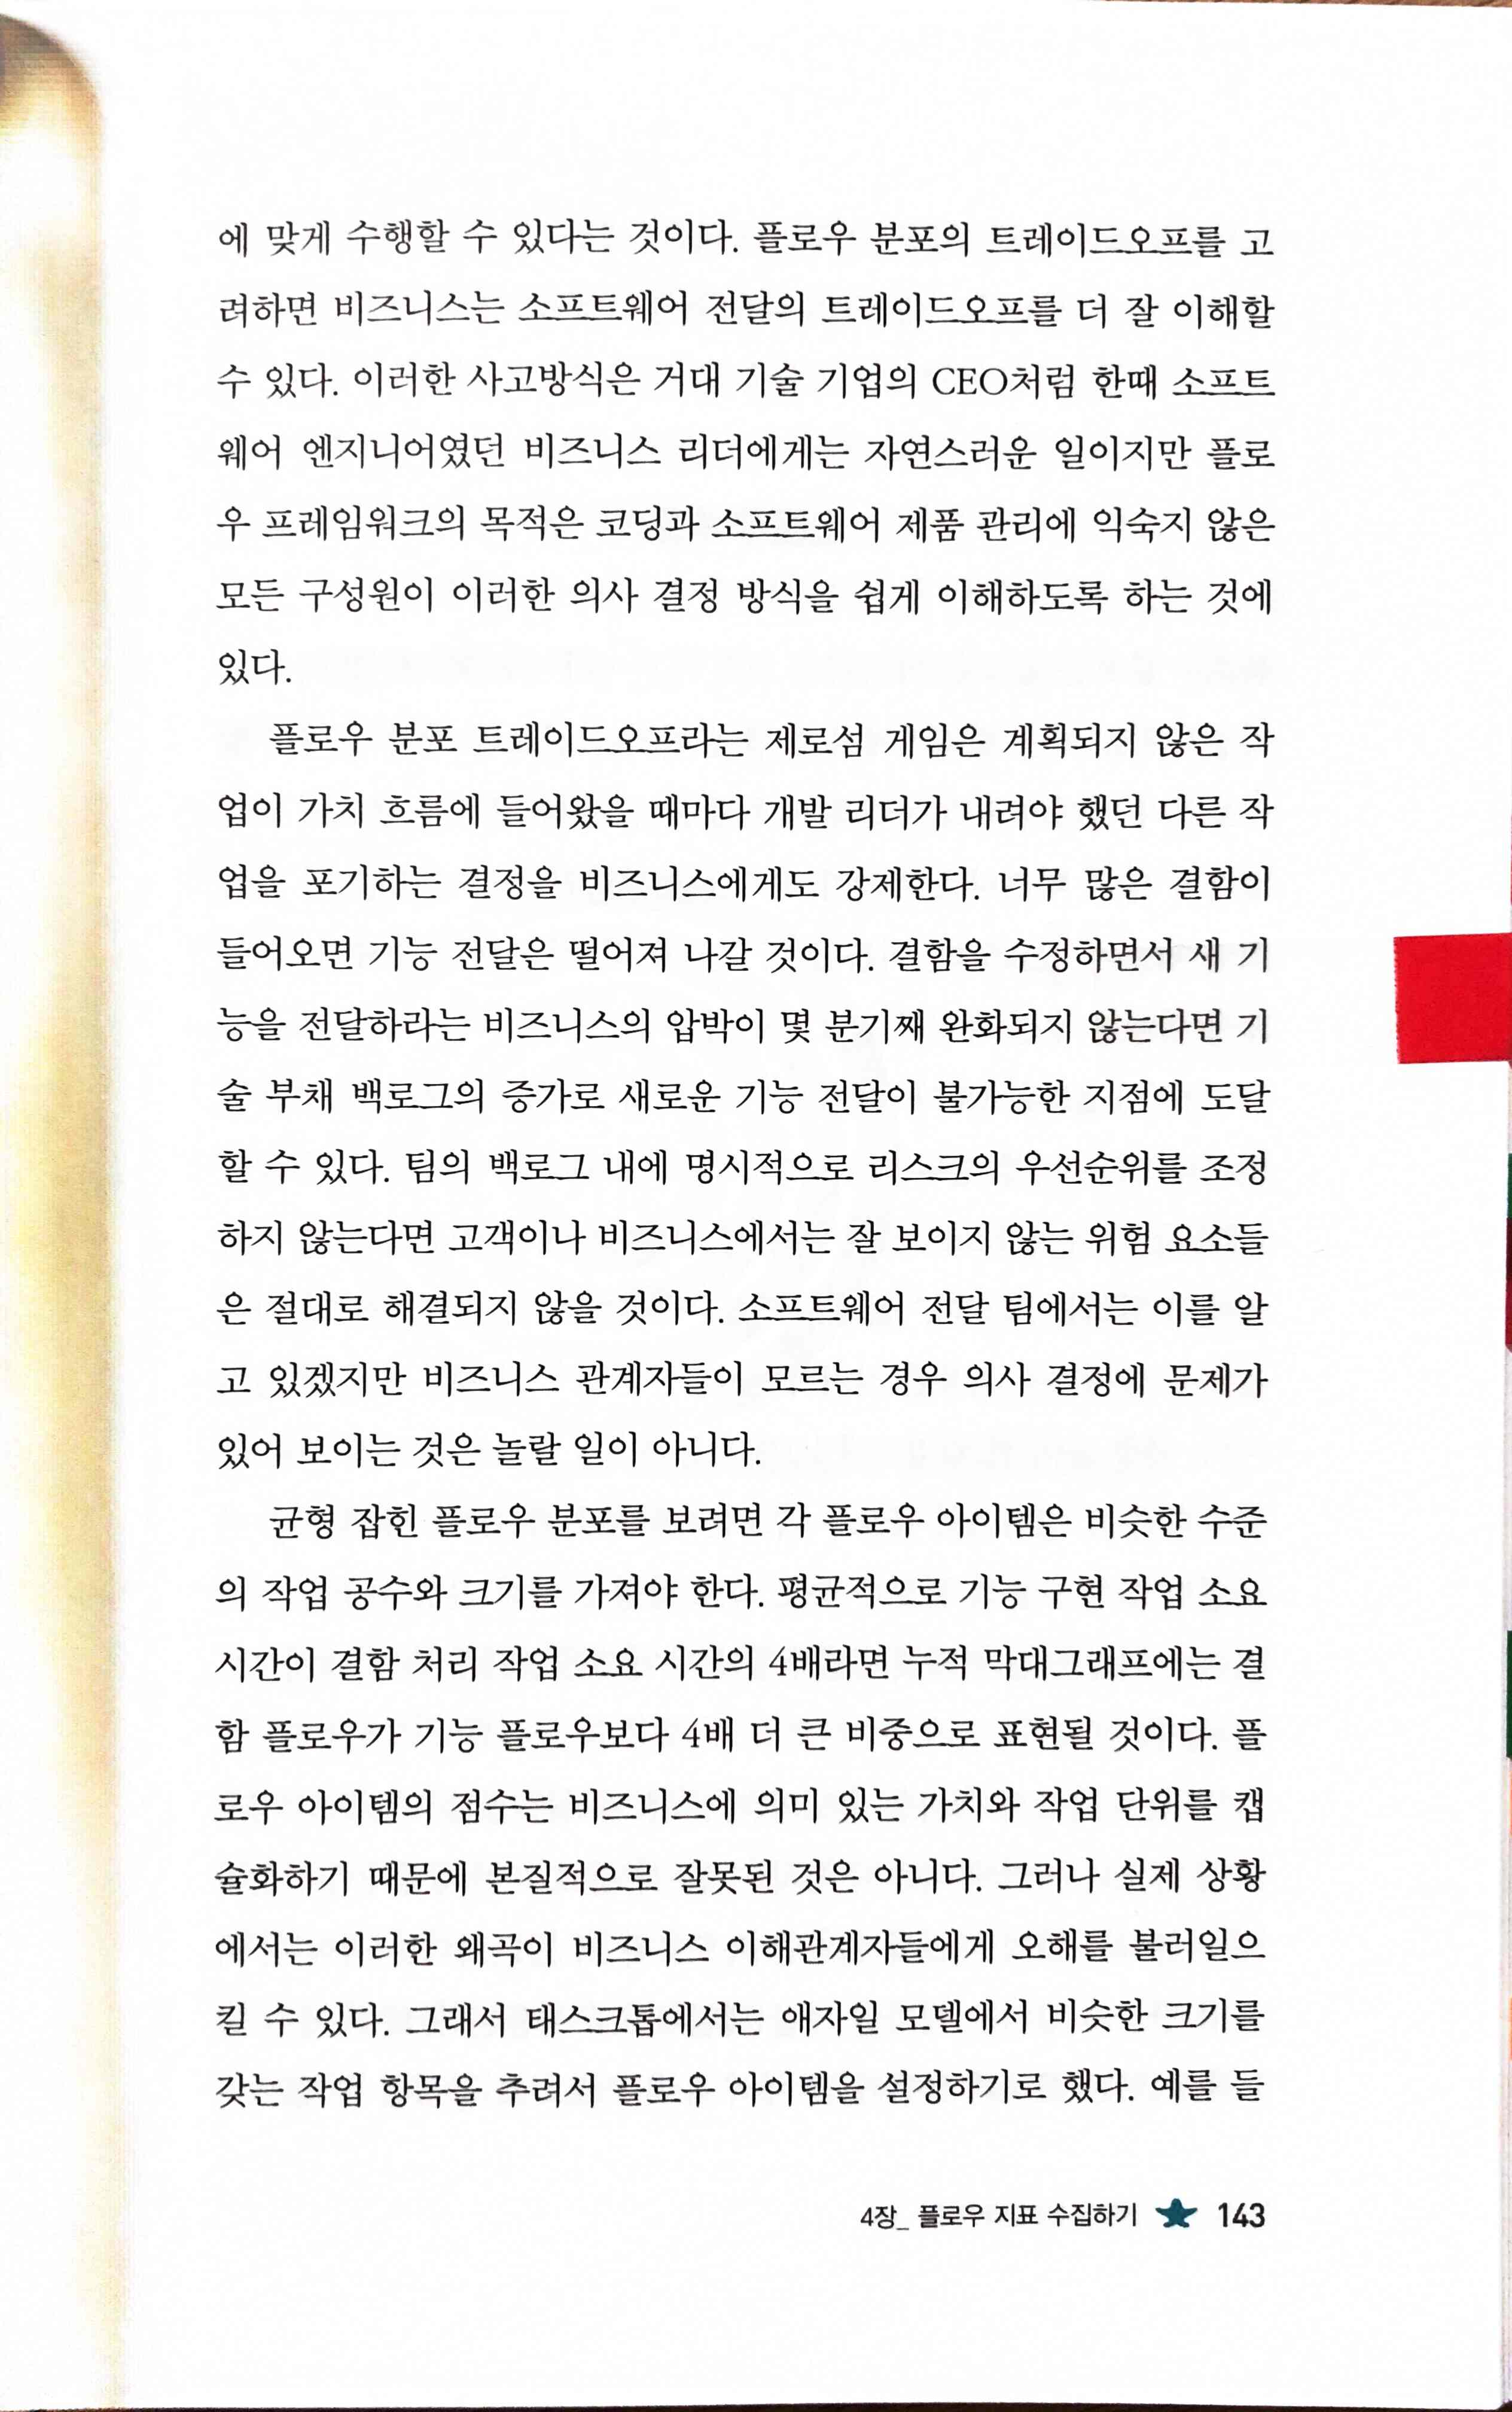 에 맞게 수행할 수 있다는 것이다. 플로우 분포의 트레이드오프를 고
려하면 비즈니스는 소프트웨어 전달의 트레이드오프를 더 잘 이해할
수 있다. 이러한 사고방식은 거대 기술 기업의 CEO처럼 한때 소프트
웨어 엔지니어였던 비즈니스 리더에게는 자연스러운 일이지만 플로
우 프레임워크의 목적은 코딩과 소프트웨어 제품 관리에 익숙지 않은
모든 구성원이 이러한 의사 결정 방식을 쉽게 이해하도록 하는 것에
있다.
플로우 분포 트레이드오프라는 제로섬 게임은 계획되지 않은 작
업이 가치 흐름에 들어왔을 때마다 개발 리더가 내려야 했던 다른 작
업을 포기하는 결정을 비즈니스에게도 강제한다. 너무 많은 결함이
들어오면 기능 전달은 떨어져 나갈 것이다. 결함을 수정하면서 새 기
능을 전달하라는 비즈니스의 압박이 몇 분기째 완화되지 않는다면 기
술 부채 백로그의 증가로 새로운 기능 전달이 불가능한 지점에 도달
할 수 있다. 팀의 백로그 내에 명시적으로 리스크의 우선순위를 조정
하지 않는다면 고객이나 비즈니스에서는 잘 보이지 않는 위험 요소들
은 절대로 해결되지 않을 것이다. 소프트웨어 전달 팀에서는 이를 알
고 있겠지만 비즈니스 관계자들이 모르는 경우 의사 결정에 문제가
있어 보이는 것은 놀랄 일이 아니다.
균형 잡힌 플로우 분포를 보려면 각 플로우 아이템은 비슷한 수준
의 작업 공수와 크기를 가져야 한다. 평균적으로 기능 구현 작업 소요
시간이 결함 처리 작업 소요 시간의 4배라면 누적 막대그래프에는 결
함 플로우가 기능 플로우보다 4배 더 큰 비중으로 표현될 것이다. 플
로우 아이템의 점수는 비즈니스에 의미 있는 가치와 작업 단위를 캡
슐화하기 때문에 본질적으로 잘못된 것은 아니다. 그러나 실제 상황
에서는 이러한 왜곡이 비즈니스 이해관계자들에게 오해를 불러일으
킬 수 있다. 그래서 태스크톱에서는 애자일 모델에서 비슷한 크기를
갖는 작업 항목을 추려서 플로우 아이템을 설정하기로 했다. 예를 들
4장_ 플로우 지표 수집하기 ★ 143